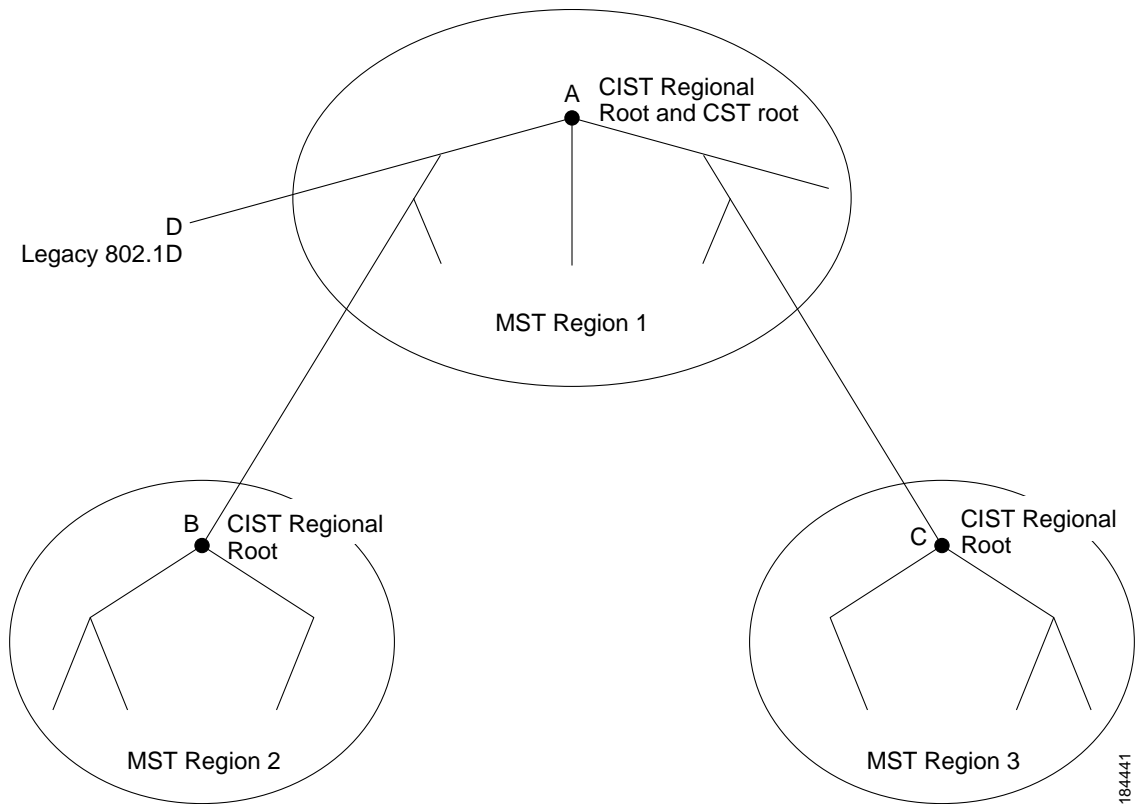 A
CIST Regional
Root and CST root
D
Legacy 802.1D
MST Region 1
B
CIST Regional
Root
C
CIST Regional
Root
MST Region 2
MST Region 3
184441